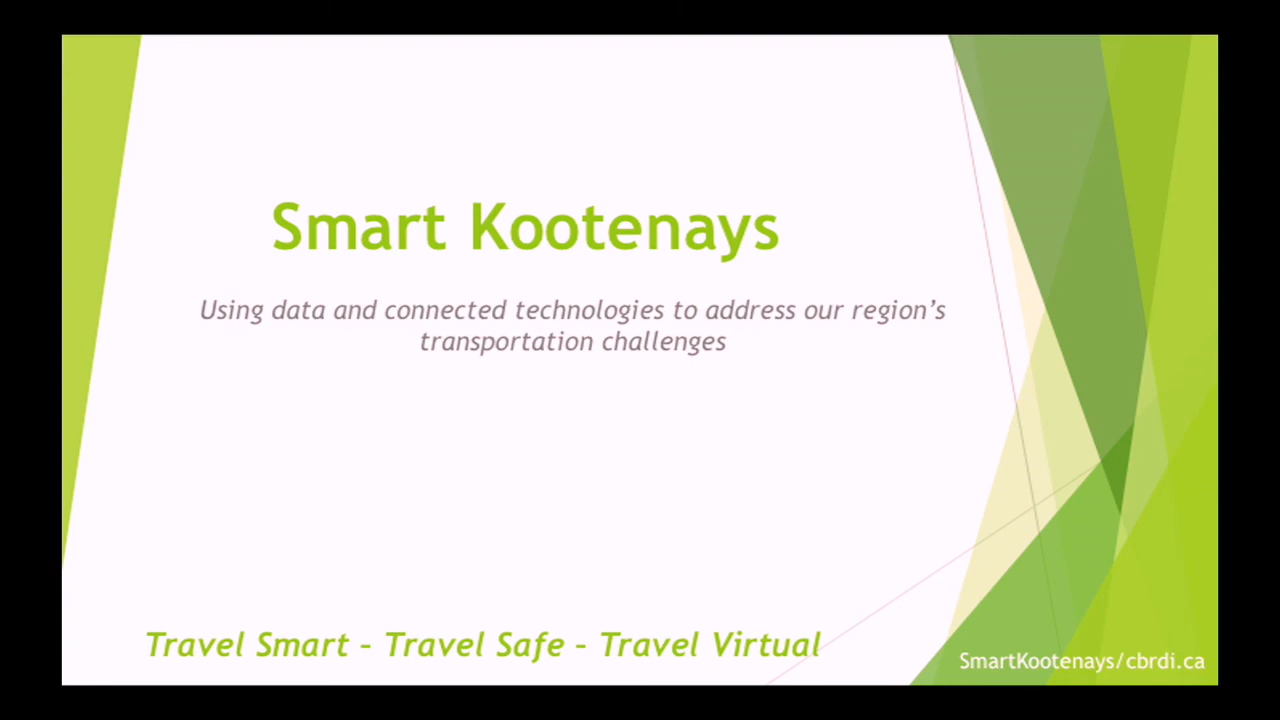 Smart Kootenays
Using data and connected technologies to address our region’s
transportation challenges
Travel Smart – Travel Safe – Travel Virtual
SmartKootenays/cbrdi.ca